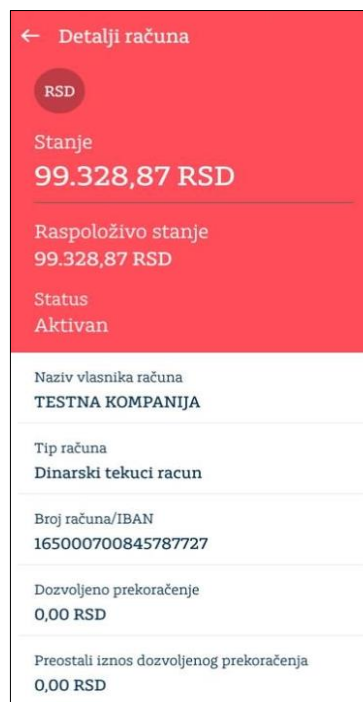 ← Detalji računa
RSD
Stanje
99.328,87 RSD
Raspoloživo stanje
99.328,87 RSD
Status
Aktivan
Naziv vlasnika računa
TESTNA KOMPANIJA
Tip računa
Dinarski tekuci racun
Broj računa/IBAN
165000700845787727
Dozvoljeno prekoračenje
0,00 RSD
Preostali iznos dozvoljenog prekoračenja
0,00 RSD